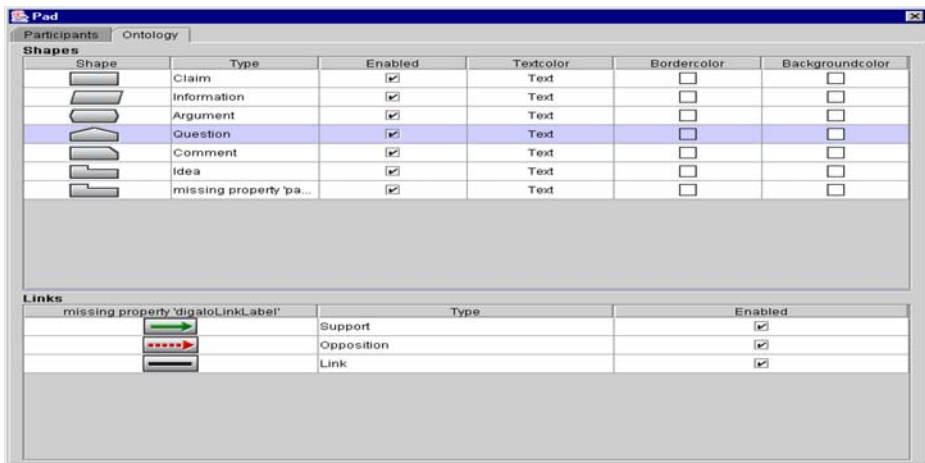 Pad
Participants Ontology
Shapes
Shape Type Enabled Textcolor Bordercolor Backgroundcolor
Claim Text
Information Text
Argument Text
Question Text
Comment Text
Idea Text
missing property 'pa... Text
Links
missing property 'digaloLinkLabel' Type Enabled
Support
Opposition
Link